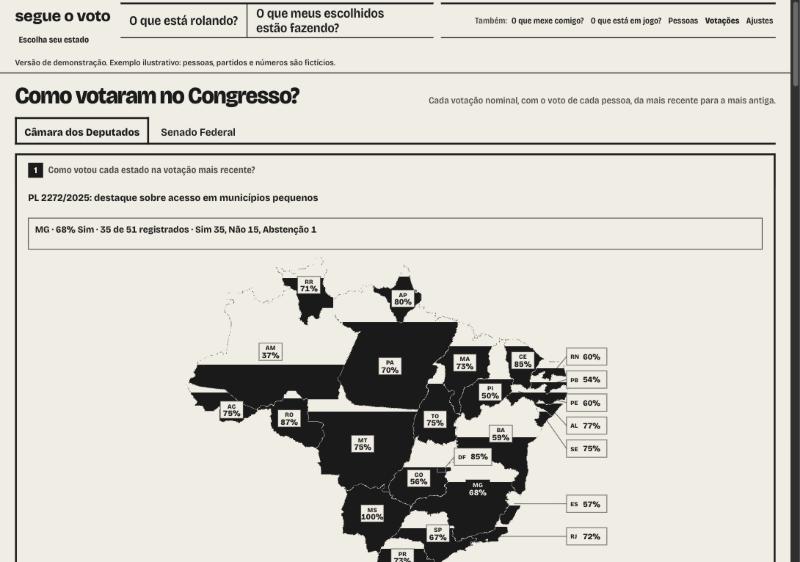 segue o voto
Escolha seu estado
O que está rolando?
O que meus escolhidos
estão fazendo?
Também: O que mexe comigo? O que está em jogo? Pessoas Votações Ajustes
Versão de demonstração. Exemplo ilustrativo: pessoas, partidos e números são fictícios.
Como votaram no Congresso?
Cada votação nominal, com o voto de cada pessoa, da mais recente para a mais antiga.
Câmara dos Deputados
Senado Federal
1 Como votou cada estado na votação mais recente?
PL 2272/2025: destaque sobre acesso em municípios pequenos
MG · 68% Sim · 35 de 51 registrados · Sim 35, Não 15, Abstenção 1
RR
71%
AP
80%
AM
37%
PA
70%
MA
73%
CE
85%
RN 60%
PB 54%
PI
50%
PE 60%
AC
75%
RO
87%
TO
75%
AL 77%
BA
59%
MT
75%
SE 75%
DF 85%
GO
56%
MG
68%
ES 57%
MS
100%
SP
67%
RJ 72%
PR
73%